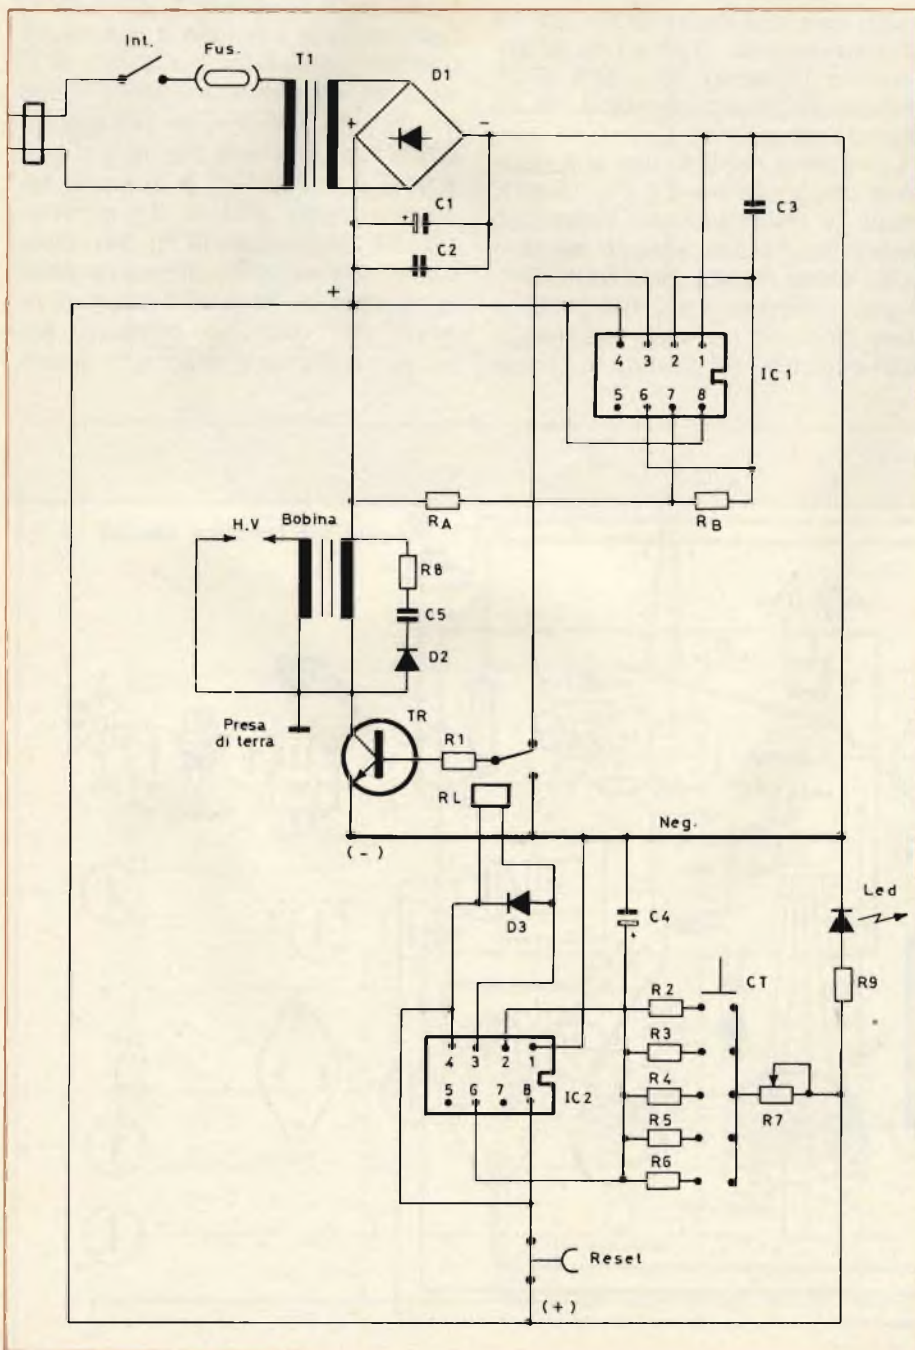 Int.
Fus.
T1
D1
+
-
C1
+
C2
+
C3
4 3 2 1
5 6 7 8
IC1
RA
RB
H.V
Bobina
R8
C5
D2
Presa
di terra
TR
R1
RL
Neg.
(-)
D3
C4
+
Led
R9
CT
R2
R3
R4
R5
R6
R7
4 3 2 1
5 6 7 8
IC2
Reset
(+)